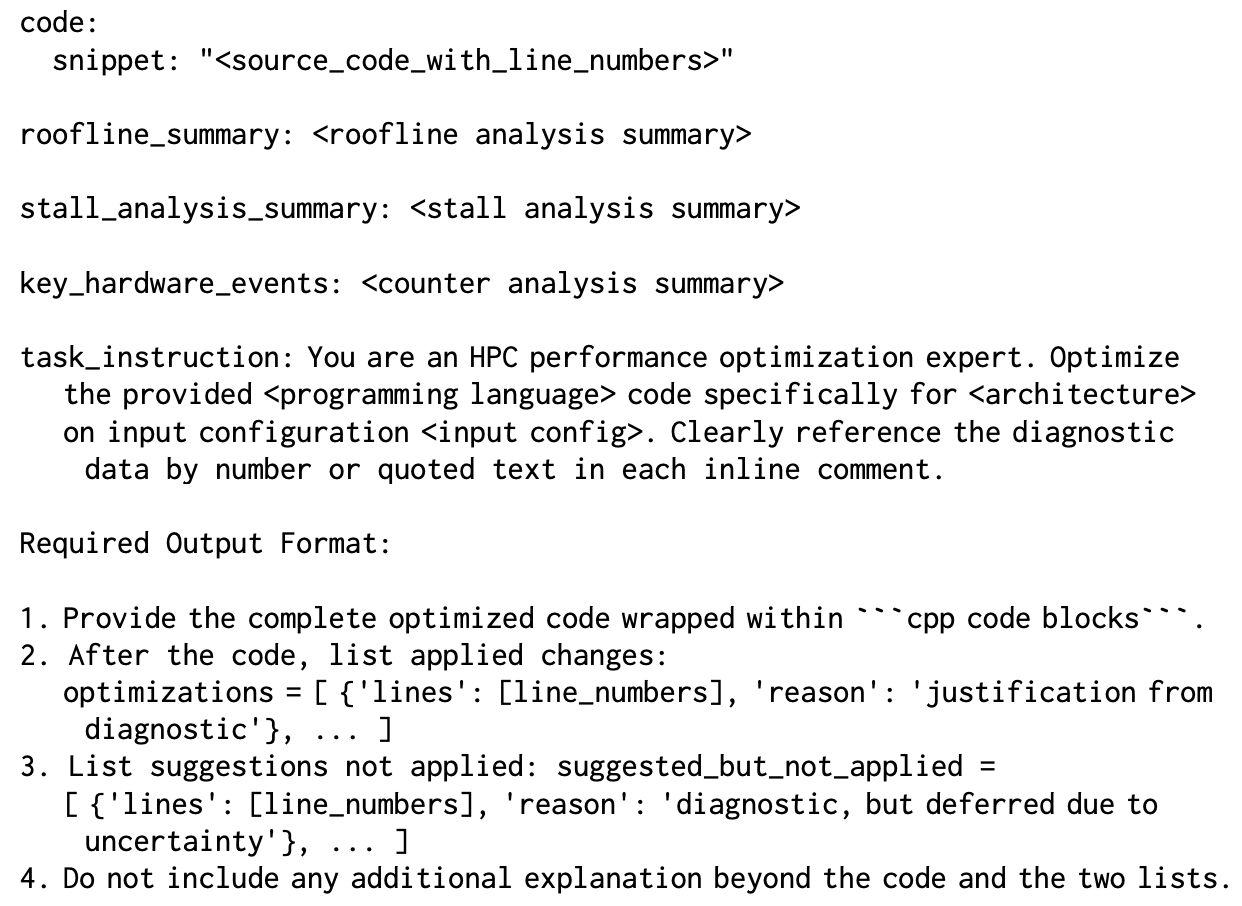 code:
snippet: "<source_code_with_line_numbers>"
roofline_summary: <roofline analysis summary>
stall_analysis_summary: <stall analysis summary>
key_hardware_events: <counter analysis summary>
task_instruction: You are an HPC performance optimization expert. Optimize
the provided <programming language> code specifically for <architecture>
on input configuration <input config>. Clearly reference the diagnostic
data by number or quoted text in each inline comment.
Required Output Format:
1. Provide the complete optimized code wrapped within ```cpp code blocks```.
2. After the code, list applied changes:
optimizations = [ {'lines': [line_numbers], 'reason': 'justification from
diagnostic'}, ... ]
3. List suggestions not applied: suggested_but_not_applied =
[ {'lines': [line_numbers], 'reason': 'diagnostic, but deferred due to
uncertainty'}, ... ]
4. Do not include any additional explanation beyond the code and the two lists.